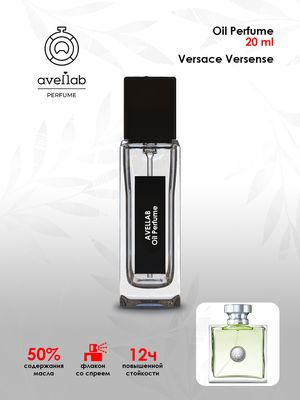 Oil Perfume
20 ml
Versace Versense
avellab
PERFUME
AVELLAB
Oil Perfume
50%
содержания
масла
флакон
со спреем
12ч
повышенной
стойкости